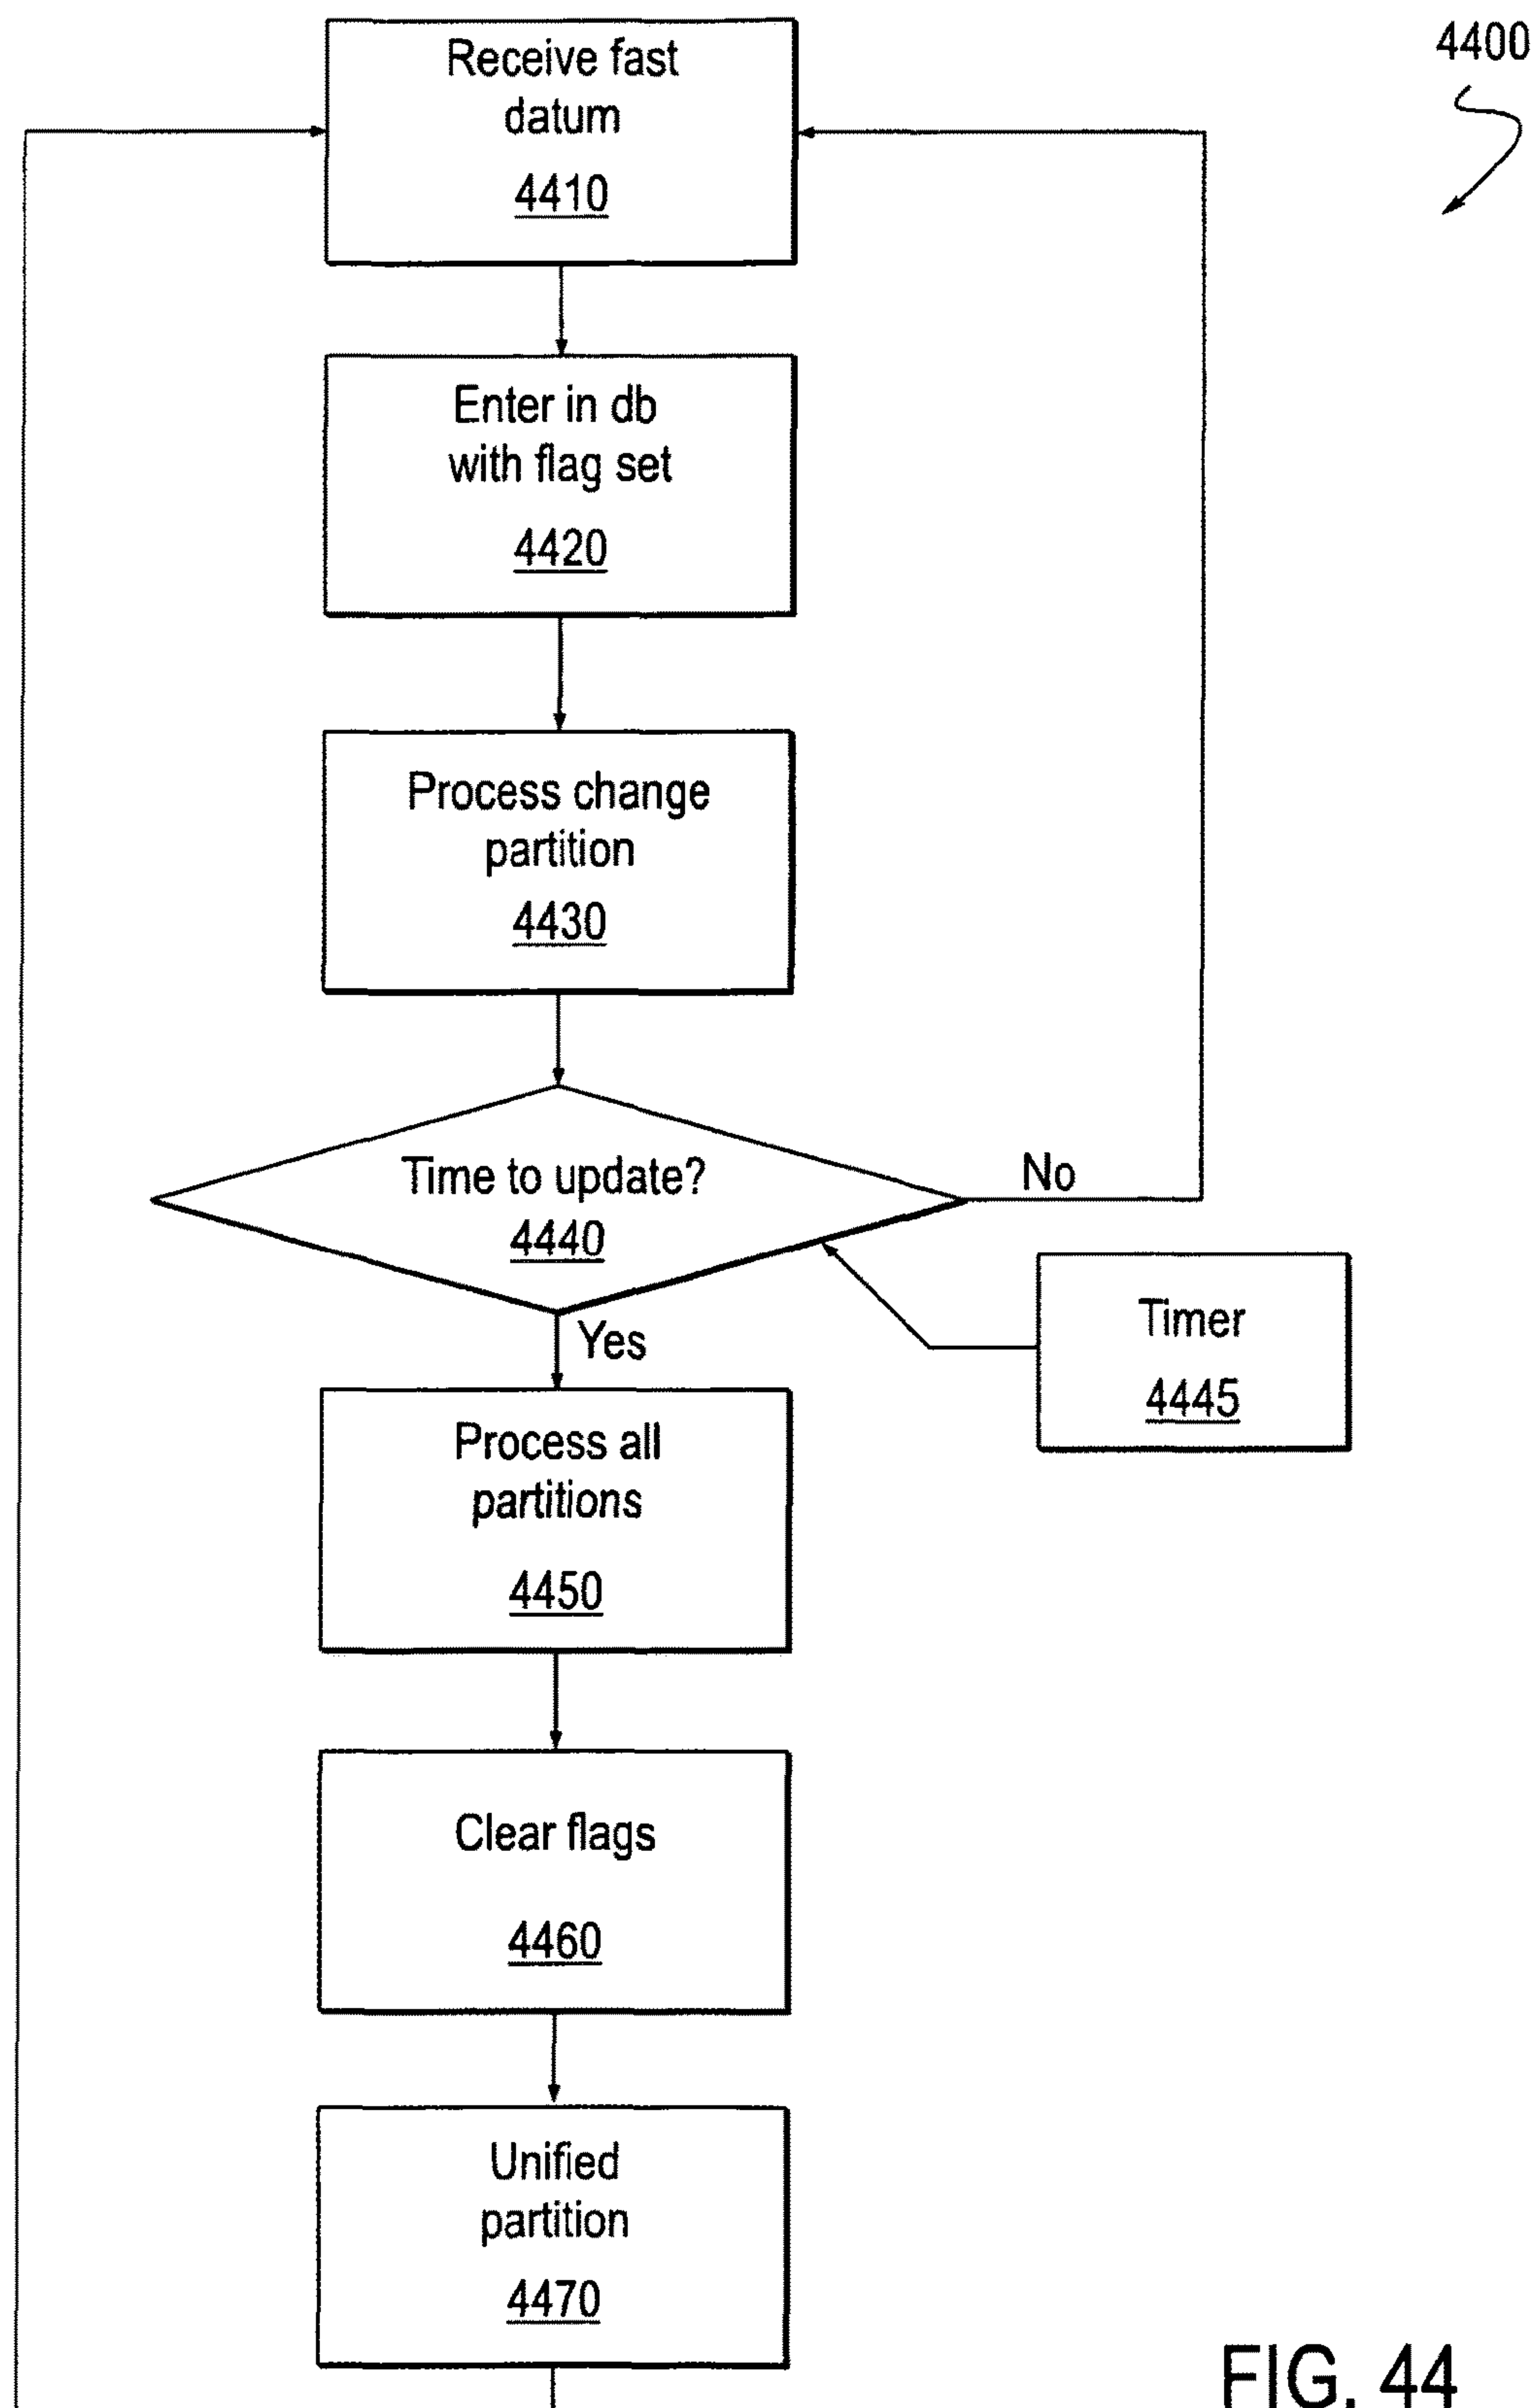 4400
Receive fast
datum
4410
Enter in db
with flag set
4420
Process change
partition
4430
Time to update?
4440
No
Timer
4445
Yes
Process all
partitions
4450
Clear flags
4460
Unified
partition
4470
FIG. 44